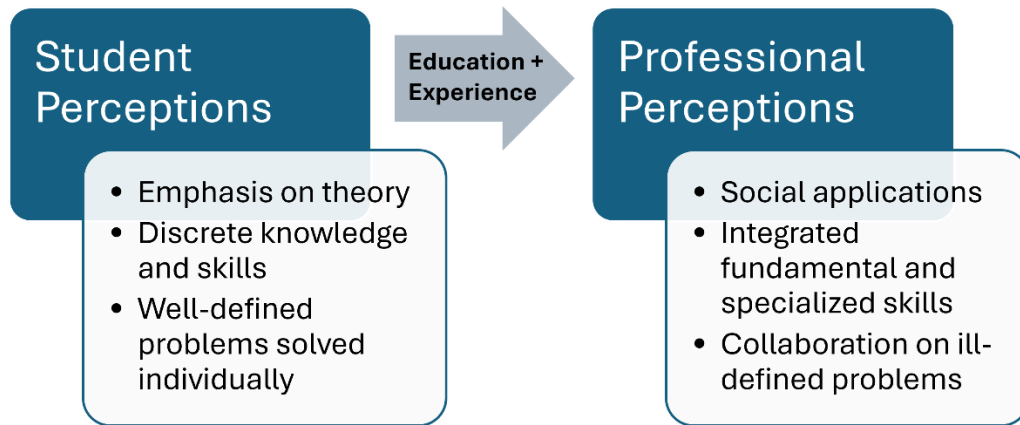 Student
Perceptions
• Emphasis on theory
• Discrete knowledge
and skills
• Well-defined
problems solved
individually
Education +
Experience
Professional
Perceptions
• Social applications
• Integrated
fundamental and
specialized skills
• Collaboration on ill-
defined problems